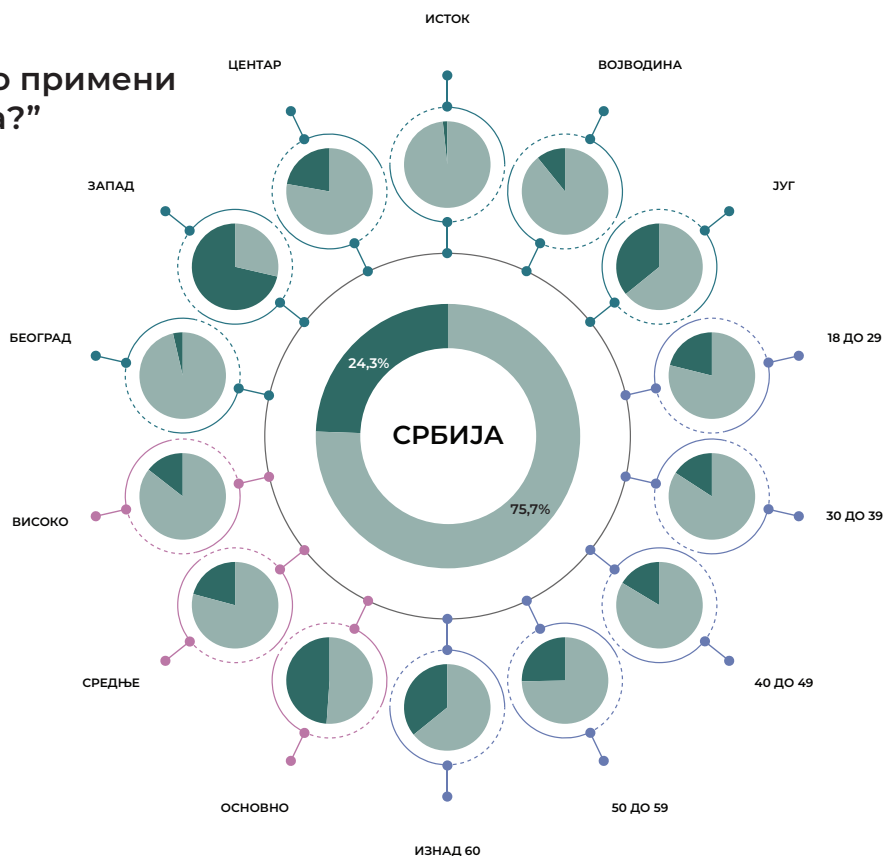 ИСТОК
ЦЕНТАР
ВОЈВОДИНА
примени
?”
ЗАПАД
ЈУГ
БЕОГРАД
18 ДО 29
24,3%
СРБИЈА
75,7%
ВИСОКО
30 ДО 39
СРЕДЊЕ
40 ДО 49
ОСНОВНО
50 ДО 59
ИЗНАД 60